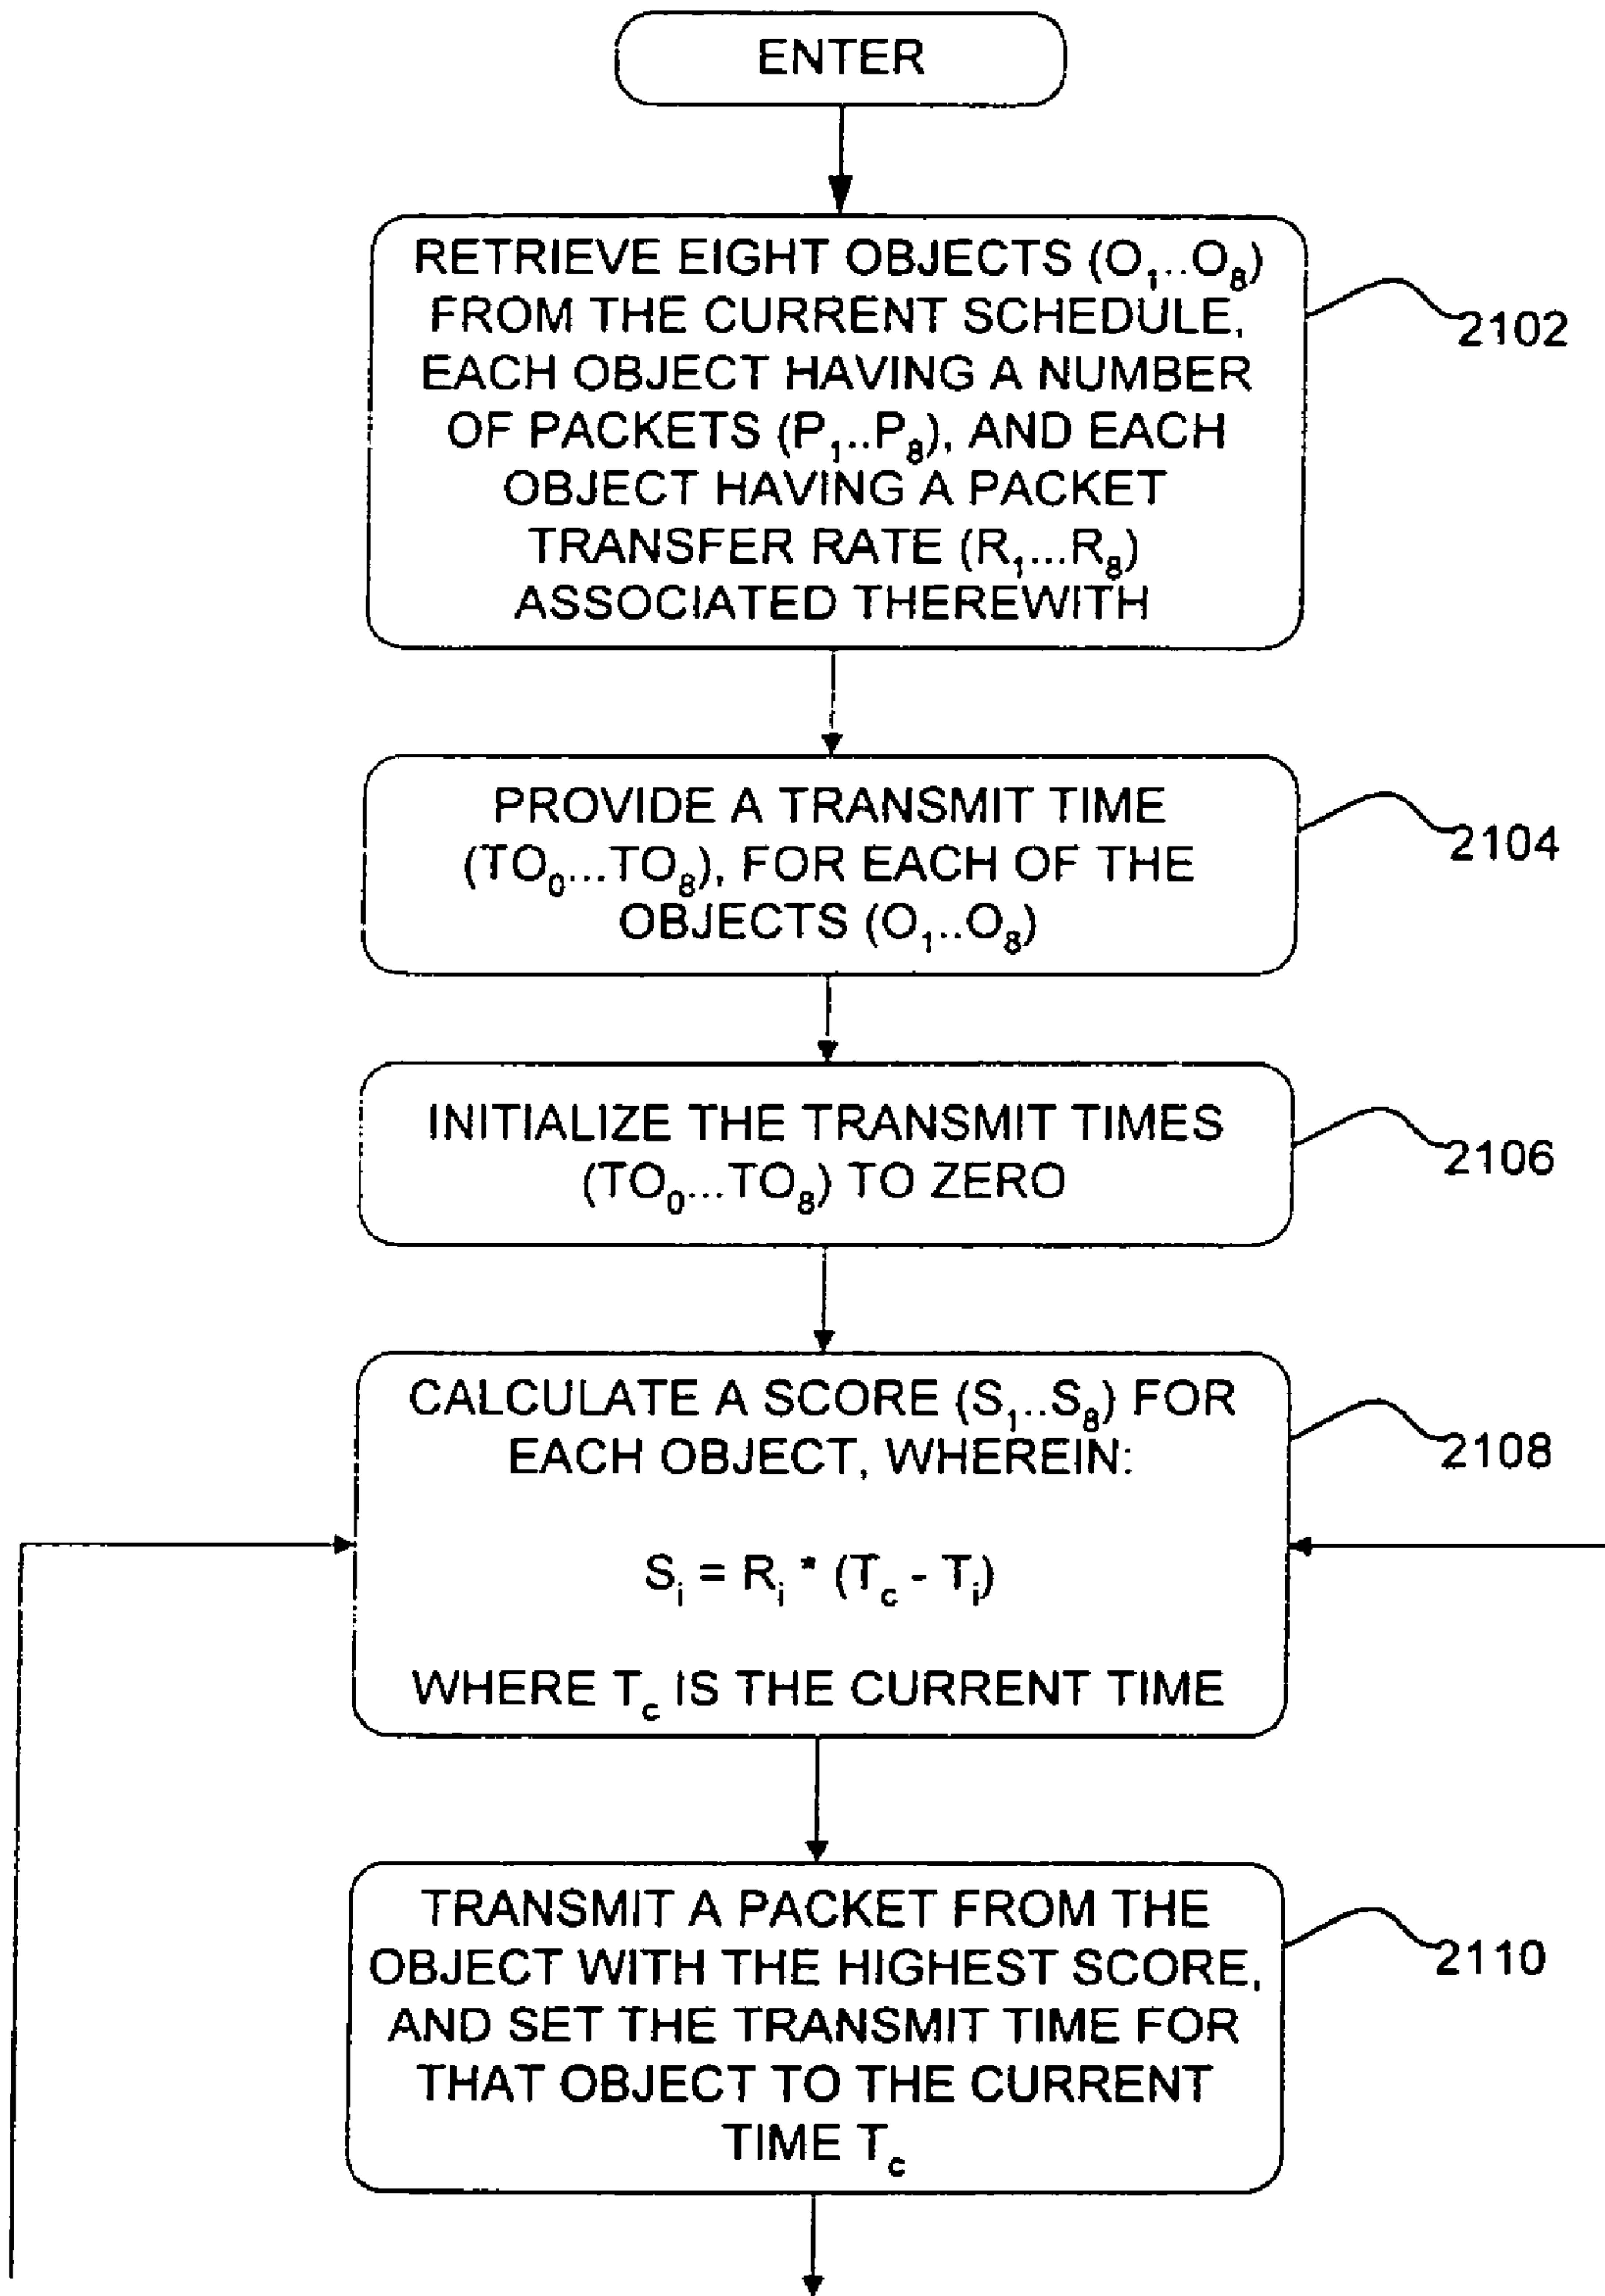 ENTER
RETRIEVE EIGHT OBJECTS (O₁..O₈)
FROM THE CURRENT SCHEDULE,
EACH OBJECT HAVING A NUMBER
OF PACKETS (P₁..P₈), AND EACH
OBJECT HAVING A PACKET
TRANSFER RATE (R₁...R₈)
ASSOCIATED THEREWITH
2102
PROVIDE A TRANSMIT TIME
(TO₀...TO₈), FOR EACH OF THE
OBJECTS (O₁..O₈)
2104
INITIALIZE THE TRANSMIT TIMES
(TO₀...TO₈) TO ZERO
2106
CALCULATE A SCORE (S₁..S₈) FOR
EACH OBJECT, WHEREIN:
Sᵢ = Rᵢ * (T_c - Tᵢ)
WHERE T_c IS THE CURRENT TIME
2108
TRANSMIT A PACKET FROM THE
OBJECT WITH THE HIGHEST SCORE,
AND SET THE TRANSMIT TIME FOR
THAT OBJECT TO THE CURRENT
TIME T_c
2110